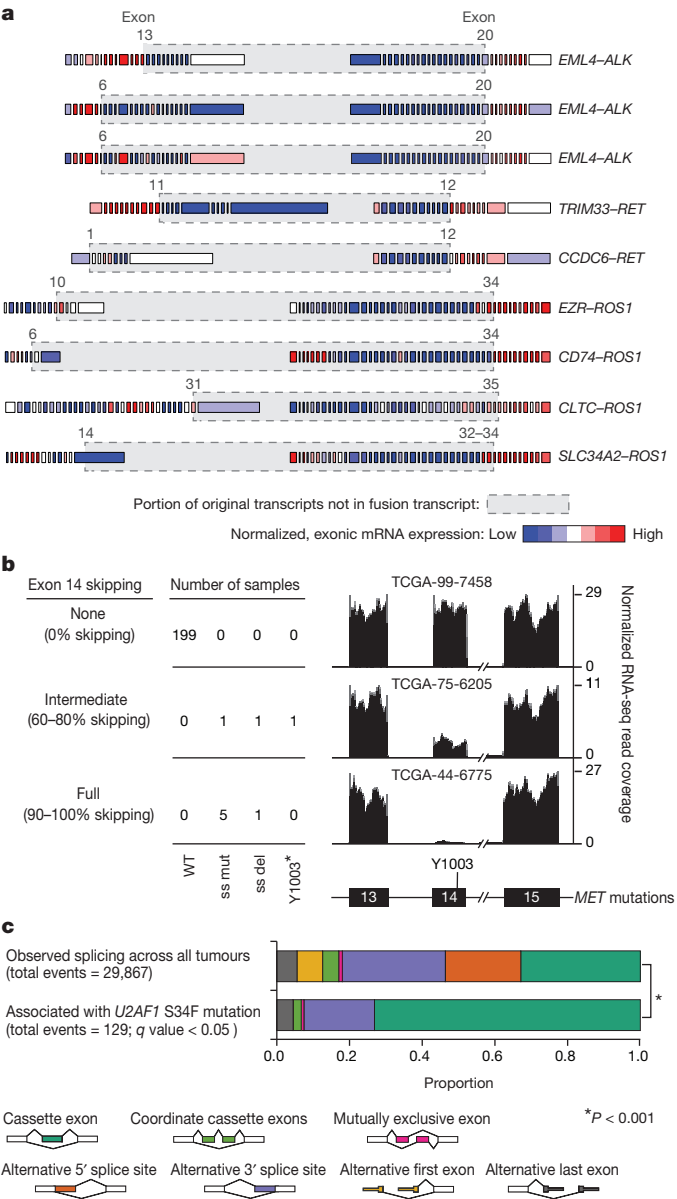 a
Exon Exon
13 20
EML4–ALK
6 20
EML4–ALK
6 20
EML4–ALK
11 12
TRIM33–RET
1 12
CCDC6–RET
10 34
EZR–ROS1
6 34
CD74–ROS1
31 35
CLTC–ROS1
14 32–34
SLC34A2–ROS1
Portion of original transcripts not in fusion transcript:
Normalized, exonic mRNA expression: Low High
b
Exon 14 skipping Number of samples
None
(0% skipping) 199 0 0 0
Intermediate
(60–80% skipping) 0 1 1 1
Full
(90–100% skipping) 0 5 1 0
WT
ss mut
ss del
Y1003*
TCGA-99-7458
29
0
TCGA-75-6205
11
0
TCGA-44-6775
27
0
Normalized RNA-seq read coverage
Y1003
13 14 15 MET mutations
c
Observed splicing across all tumours
(total events = 29,867)
Associated with U2AF1 S34F mutation
(total events = 129; q value < 0.05 )
*
0.0 0.2 0.4 0.6 0.8 1.0
Proportion
Cassette exon Coordinate cassette exons Mutually exclusive exon *P < 0.001
Alternative 5′ splice site Alternative 3′ splice site Alternative first exon Alternative last exon